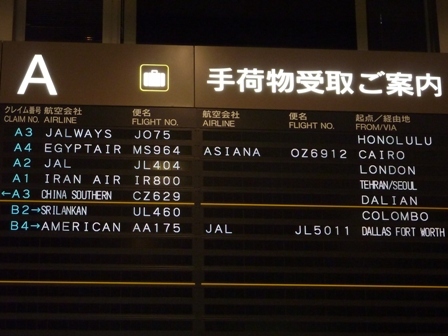 A 手荷物受取ご案内
クレイム番号 航空会社 便名 航空会社 便名 起点／経由地
CLAIM NO. AIRLINE FLIGHT NO. AIRLINE FLIGHT NO. FROM/VIA
A3 JALWAYS JO75 HONOLULU
A4 EGYPTAIR MS964 ASIANA OZ6912 CAIRO
A2 JAL JL404 LONDON
A1 IRAN AIR IR800 TEHRAN/SEOUL
←A3 CHINA SOUTHERN CZ629 DALIAN
B2→ SRILANKAN UL460 COLOMBO
B4→ AMERICAN AA175 JAL JL5011 DALLAS FORT WORTH